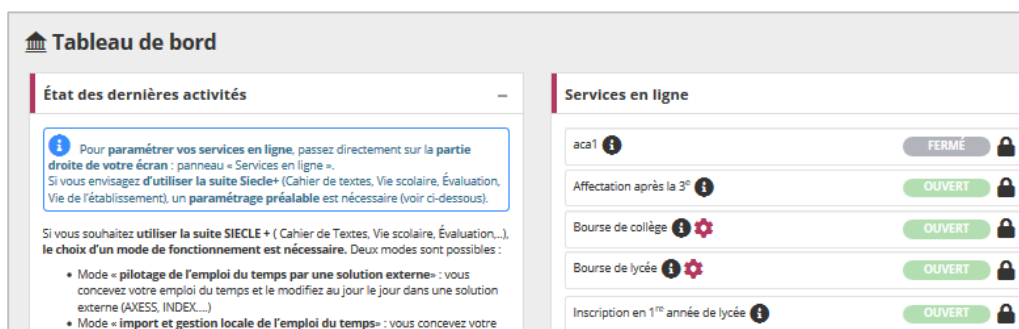 Tableau de bord
État des dernières activités
Pour paramétrer vos services en ligne, passez directement sur la partie
droite de votre écran : panneau « Services en ligne ».
Si vous envisagez d'utiliser la suite Siecle+ (Cahier de textes, Vie scolaire, Évaluation,
Vie de l'établissement), un paramétrage préalable est nécessaire (voir ci-dessous).
Si vous souhaitez utiliser la suite SIECLE + ( Cahier de Textes, Vie scolaire, Évaluation,..),
le choix d'un mode de fonctionnement est nécessaire. Deux modes sont possibles :
• Mode « pilotage de l'emploi du temps par une solution externe» : vous
concevez votre emploi du temps et le modifiez au jour le jour dans une solution
externe (AXESS, INDEX....)
• Mode « import et gestion locale de l'emploi du temps» : vous concevez votre
Services en ligne
aca1 FERMÉ
Affectation après la 3e OUVERT
Bourse de collège OUVERT
Bourse de lycée OUVERT
Inscription en 1re année de lycée OUVERT